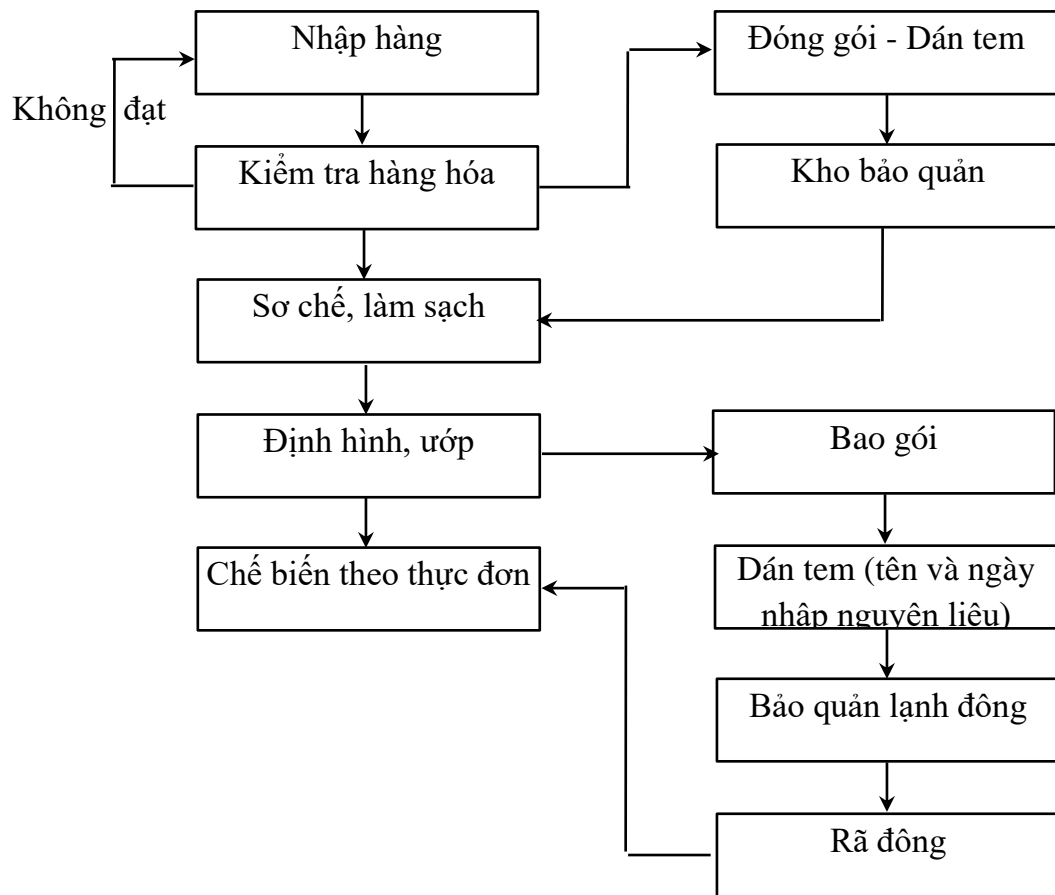 Nhập hàng
Đóng gói - Dán tem
Không đạt
Kiểm tra hàng hóa
Kho bảo quản
Sơ chế, làm sạch
Định hình, ướp
Bao gói
Chế biến theo thực đơn
Dán tem (tên và ngày
nhập nguyên liệu)
Bảo quản lạnh đông
Rã đông